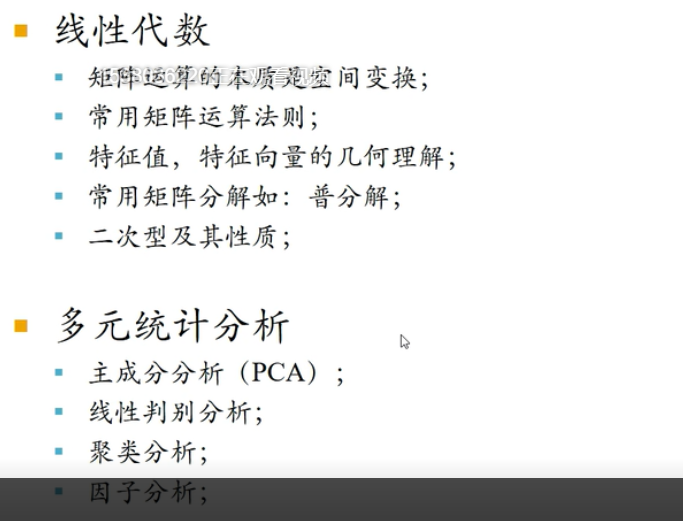 线性代数
矩阵运算的本质是空间变换；
常用矩阵运算法则；
特征值，特征向量的几何理解；
常用矩阵分解如：普分解；
二次型及其性质；
多元统计分析
主成分分析（PCA）；
线性判别分析；
聚类分析；
因子分析；